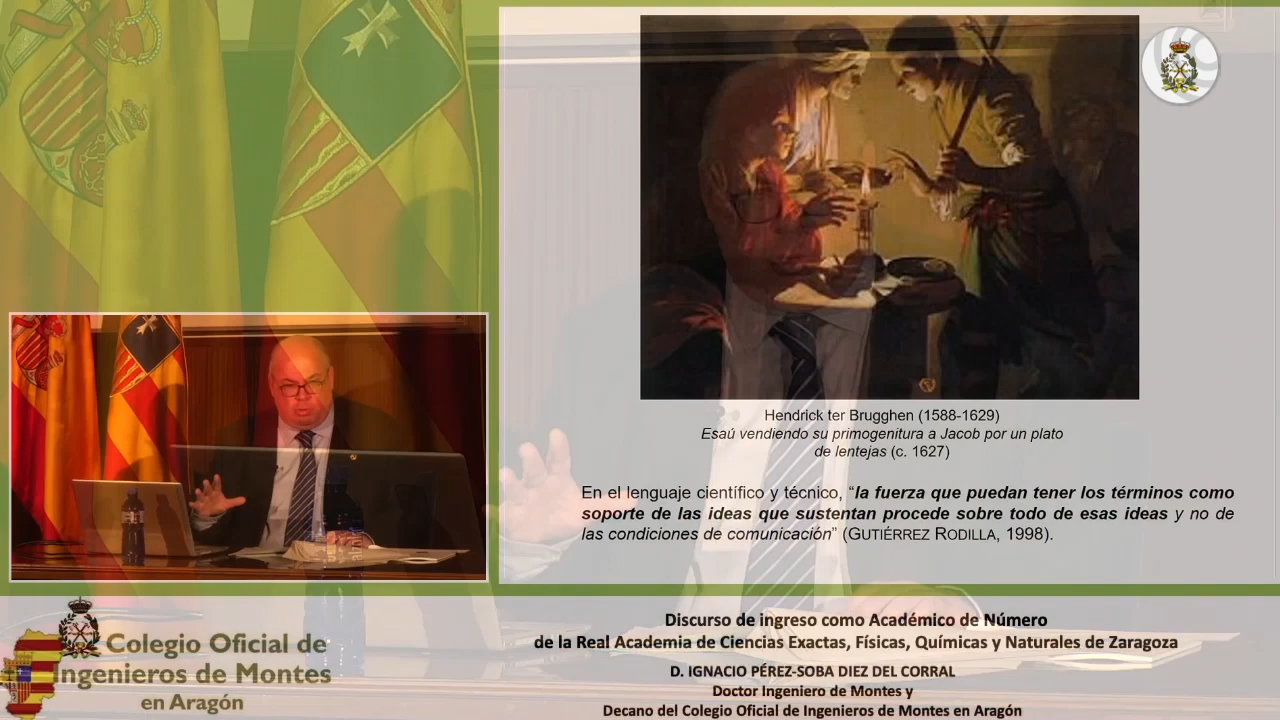 Hendrick ter Brugghen (1588-1629)
Esaú vendiendo su primogenitura a Jacob por un plato
de lentejas (c. 1627)
En el lenguaje científico y técnico, “la fuerza que puedan tener los términos como
soporte de las ideas que sustentan procede sobre todo de esas ideas y no de
las condiciones de comunicación” (GUTIÉRREZ RODILLA, 1998).
Colegio Oficial de
Ingenieros de Montes
en Aragón
Discurso de ingreso como Académico de Número
de la Real Academia de Ciencias Exactas, Físicas, Químicas y Naturales de Zaragoza
D. IGNACIO PÉREZ-SOBA DIEZ DEL CORRAL
Doctor Ingeniero de Montes y
Decano del Colegio Oficial de Ingenieros de Montes en Aragón